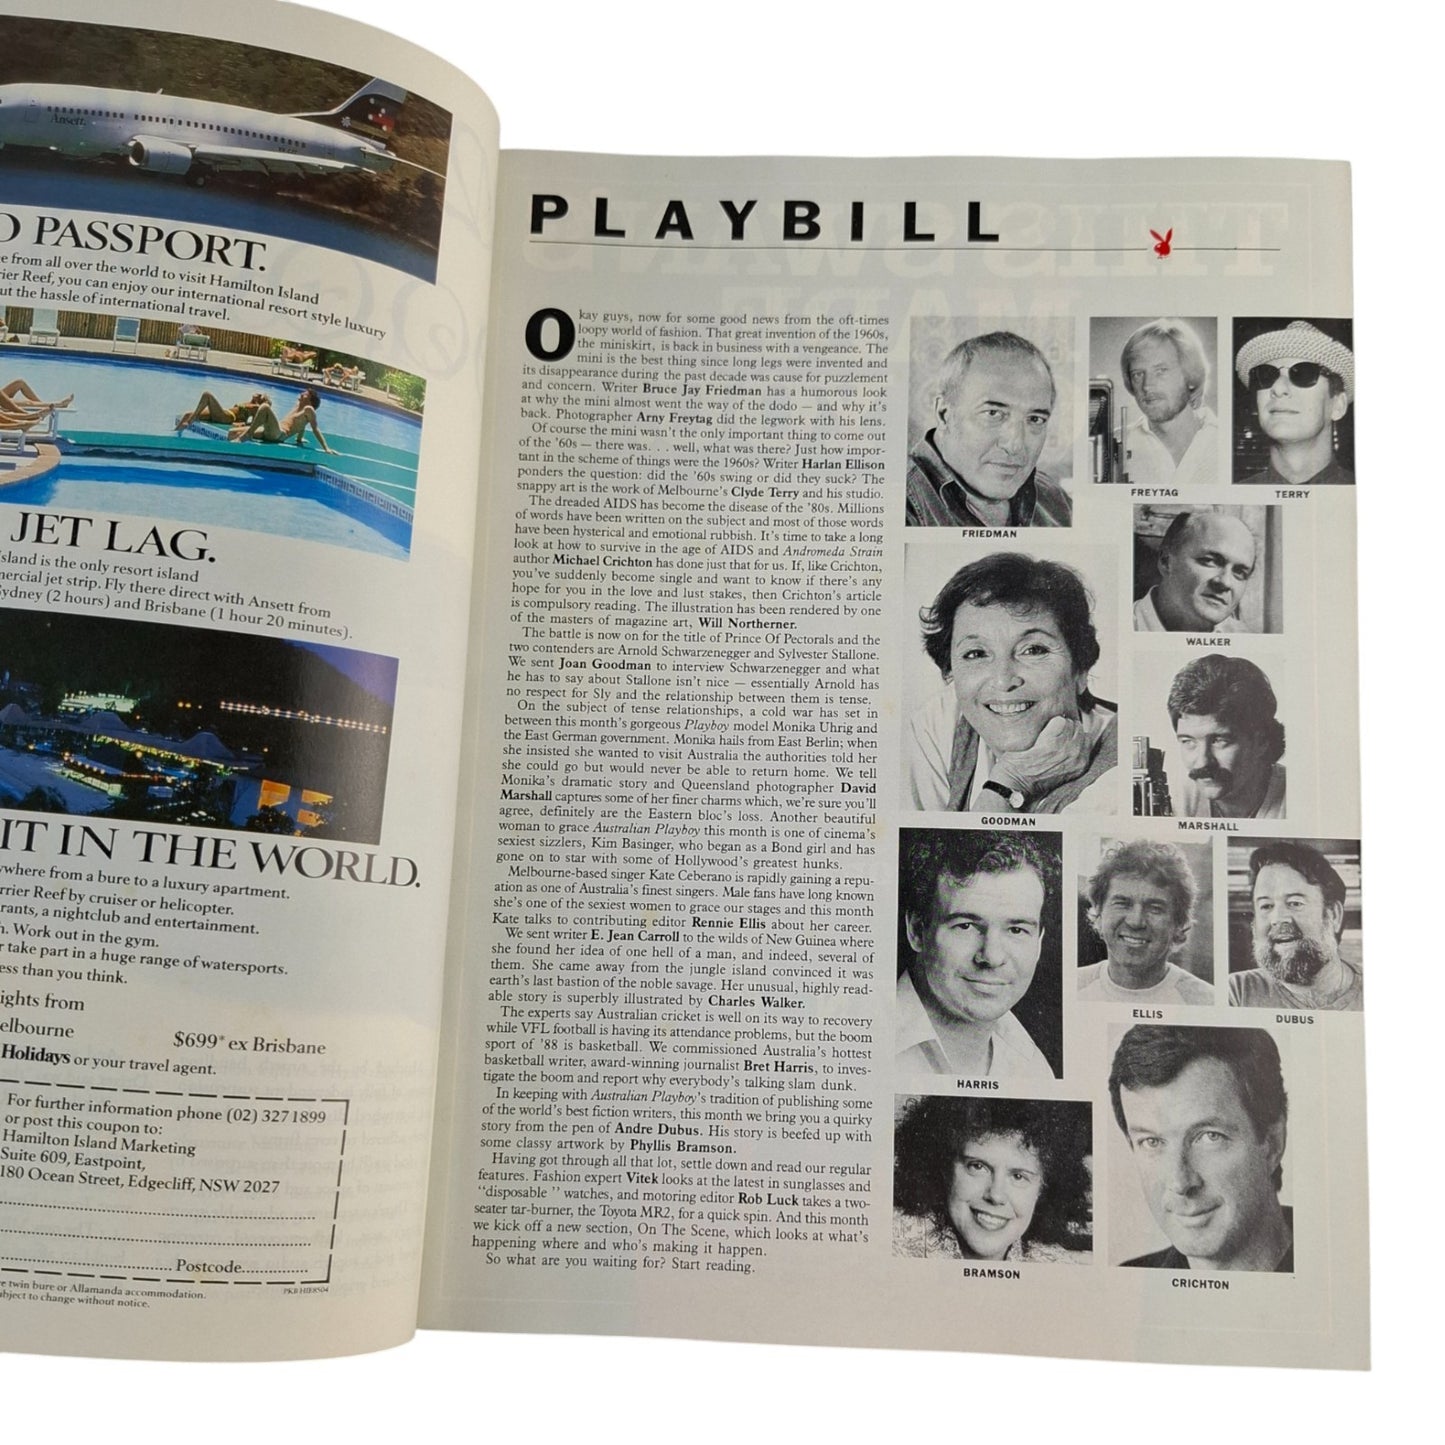 Ansett.
O PASSPORT.
e from all over the world to visit Hamilton Island
rier Reef, you can enjoy our international resort style luxury
ut the hassle of international travel.
JET LAG.
sland is the only resort island
mercial jet strip. Fly there direct with Ansett from
Sydney (2 hours) and Brisbane (1 hour 20 minutes).
IT IN THE WORLD.
ywhere from a bure to a luxury apartment.
rrier Reef by cruiser or helicopter.
rants, a nightclub and entertainment.
h. Work out in the gym.
r take part in a huge range of watersports.
ess than you think.
ights from
elbourne $699* ex Brisbane
Holidays or your travel agent.
For further information phone (02) 3271899
or post this coupon to:
Hamilton Island Marketing
Suite 609, Eastpoint,
180 Ocean Street, Edgecliff, NSW 2027
Postcode
re twin bure or Allamanda accommodation.
bject to change without notice.
PKB HIE8504
PLAYBILL
Okay guys, now for some good news from the oft-times
loopy world of fashion. That great invention of the 1960s,
the miniskirt, is back in business with a vengeance. The
mini is the best thing since long legs were invented and
its disappearance during the past decade was cause for puzzlement
and concern. Writer Bruce Jay Friedman has a humorous look
at why the mini almost went the way of the dodo — and why it's
back. Photographer Arny Freytag did the legwork with his lens.
Of course the mini wasn't the only important thing to come out
of the '60s — there was. . . well, what was there? Just how impor-
tant in the scheme of things were the 1960s? Writer Harlan Ellison
ponders the question: did the '60s swing or did they suck? The
snappy art is the work of Melbourne's Clyde Terry and his studio.
The dreaded AIDS has become the disease of the '80s. Millions
of words have been written on the subject and most of those words
have been hysterical and emotional rubbish. It's time to take a long
look at how to survive in the age of AIDS and Andromeda Strain
author Michael Crichton has done just that for us. If, like Crichton,
you've suddenly become single and want to know if there's any
hope for you in the love and lust stakes, then Crichton's article
is compulsory reading. The illustration has been rendered by one
of the masters of magazine art, Will Northerner.
The battle is now on for the title of Prince Of Pectorals and the
two contenders are Arnold Schwarzenegger and Sylvester Stallone.
We sent Joan Goodman to interview Schwarzenegger and what
he has to say about Stallone isn't nice — essentially Arnold has
no respect for Sly and the relationship between them is tense.
On the subject of tense relationships, a cold war has set in
between this month's gorgeous Playboy model Monika Uhrig and
the East German government. Monika hails from East Berlin; when
she insisted she wanted to visit Australia the authorities told her
she could go but would never be able to return home. We tell
Monika's dramatic story and Queensland photographer David
Marshall captures some of her finer charms which, we're sure you'll
agree, definitely are the Eastern bloc's loss. Another beautiful
woman to grace Australian Playboy this month is one of cinema's
sexiest sizzlers, Kim Basinger, who began as a Bond girl and has
gone on to star with some of Hollywood's greatest hunks.
Melbourne-based singer Kate Ceberano is rapidly gaining a repu-
ation as one of Australia's finest singers. Male fans have long known
she's one of the sexiest women to grace our stages and this month
Kate talks to contributing editor Rennie Ellis about her career.
We sent writer E. Jean Carroll to the wilds of New Guinea where
she found her idea of one hell of a man, and indeed, several of
them. She came away from the jungle island convinced it was
earth's last bastion of the noble savage. Her unusual, highly read-
able story is superbly illustrated by Charles Walker.
The experts say Australian cricket is well on its way to recovery
while VFL football is having its attendance problems, but the boom
sport of '88 is basketball. We commissioned Australia's hottest
basketball writer, award-winning journalist Bret Harris, to inves-
tigate the boom and report why everybody's talking slam dunk.
In keeping with Australian Playboy's tradition of publishing some
of the world's best fiction writers, this month we bring you a quirky
story from the pen of Andre Dubus. His story is beefed up with
some classy artwork by Phyllis Bramson.
Having got through all that lot, settle down and read our regular
features. Fashion expert Vitek looks at the latest in sunglasses and
"disposable" watches, and motoring editor Rob Luck takes a two-
seater tar-burner, the Toyota MR2, for a quick spin. And this month
we kick off a new section, On The Scene, which looks at what's
happening where and who's making it happen.
So what are you waiting for? Start reading.
FRIEDMAN
FREYTAG
TERRY
WALKER
GOODMAN
MARSHALL
HARRIS
ELLIS
DUBUS
BRAMSON
CRICHTON